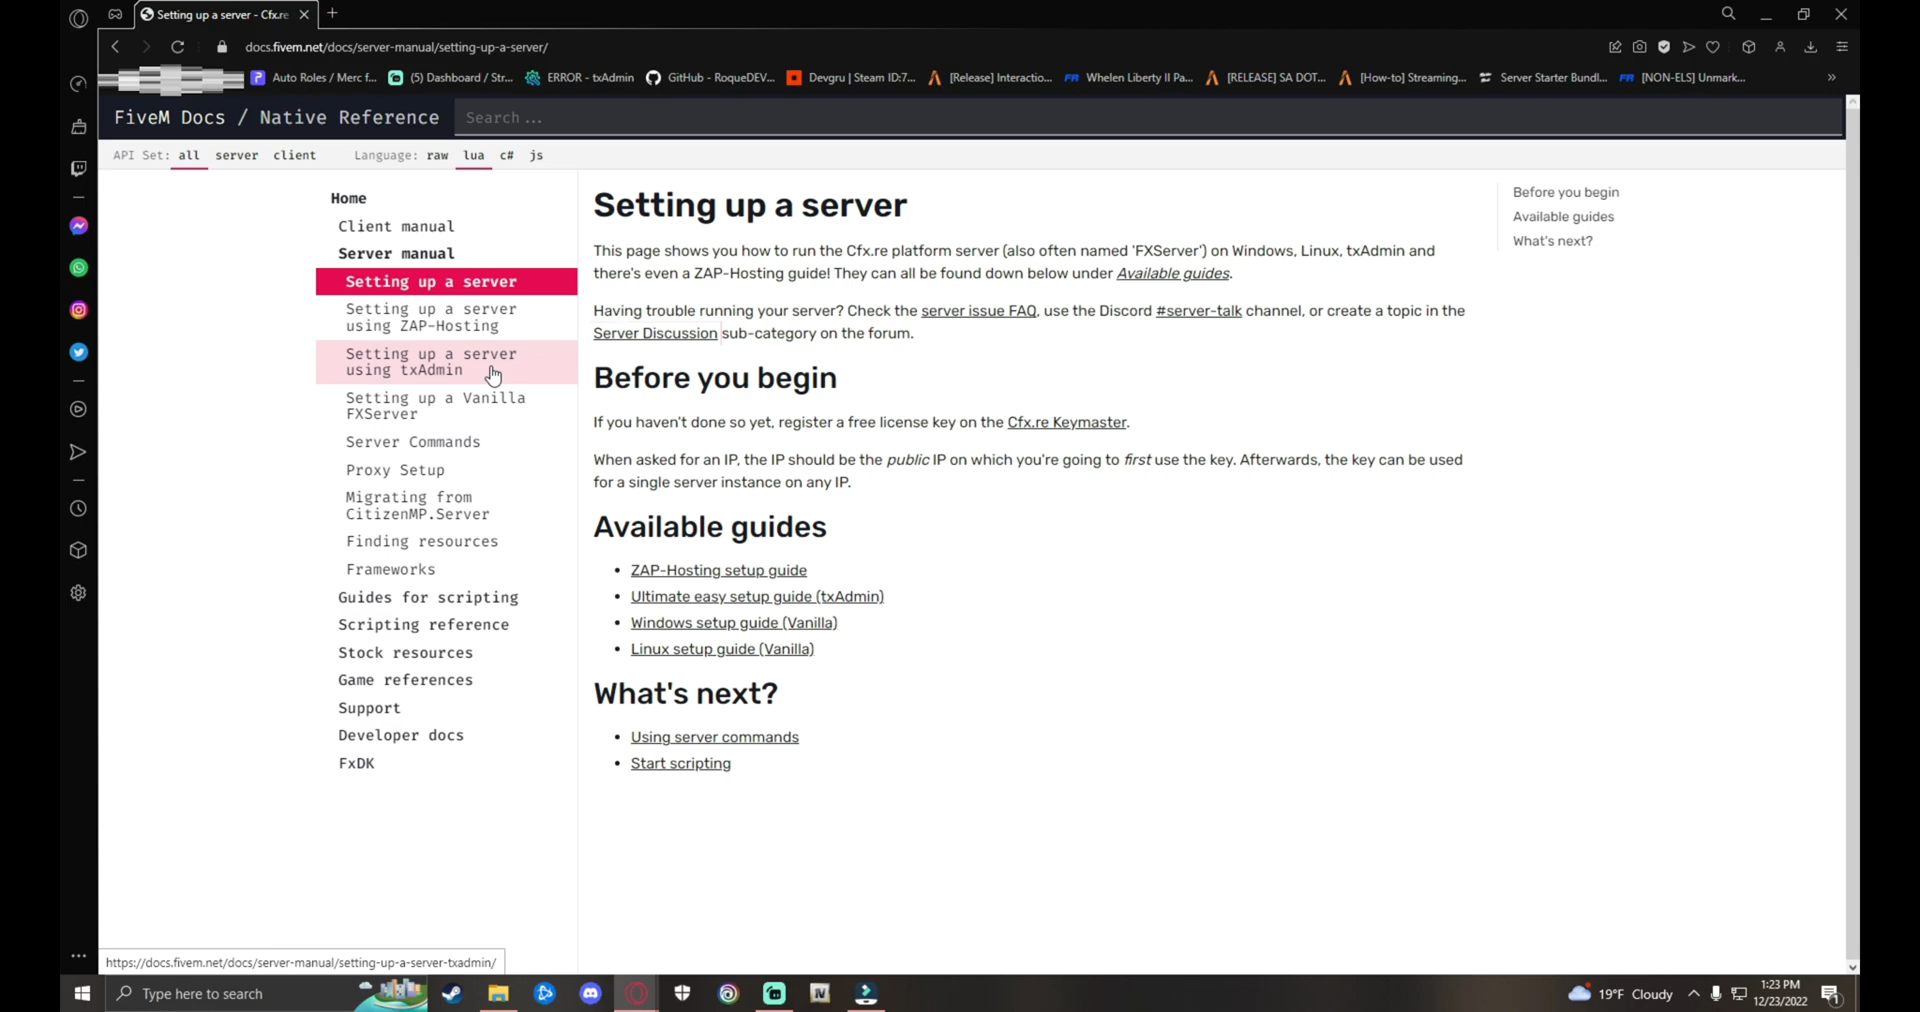 Setting up a server - Cfx.re
docs.fivem.net/docs/server-manual/setting-up-a-server/
Auto Roles / Merc f...
(5) Dashboard / Str...
ERROR - txAdmin
GitHub - RoqueDEV...
Devgru | Steam ID:7...
[Release] Interactio...
Whelen Liberty II Pa...
[RELEASE] SA DOT...
[How-to] Streaming...
Server Starter Bundl...
[NON-ELS] Unmark...
FiveM Docs / Native Reference
Search ...
API Set: all server client Language: raw lua c# js
Home
Client manual
Server manual
Setting up a server
Setting up a server
using ZAP-Hosting
Setting up a server
using txAdmin
Setting up a Vanilla
FXServer
Server Commands
Proxy Setup
Migrating from
CitizenMP.Server
Finding resources
Frameworks
Guides for scripting
Scripting reference
Stock resources
Game references
Support
Developer docs
FxDK
Setting up a server
This page shows you how to run the Cfx.re platform server (also often named 'FXServer') on Windows, Linux, txAdmin and
there's even a ZAP-Hosting guide! They can all be found down below under Available guides.
Having trouble running your server? Check the server issue FAQ, use the Discord #server-talk channel, or create a topic in the
Server Discussion sub-category on the forum.
Before you begin
If you haven't done so yet, register a free license key on the Cfx.re Keymaster.
When asked for an IP, the IP should be the public IP on which you're going to first use the key. Afterwards, the key can be used
for a single server instance on any IP.
Available guides
• ZAP-Hosting setup guide
• Ultimate easy setup guide (txAdmin)
• Windows setup guide (Vanilla)
• Linux setup guide (Vanilla)
What's next?
• Using server commands
• Start scripting
Before you begin
Available guides
What's next?
https://docs.fivem.net/docs/server-manual/setting-up-a-server-txadmin/
Type here to search
19°F Cloudy
1:23 PM
12/23/2022
1